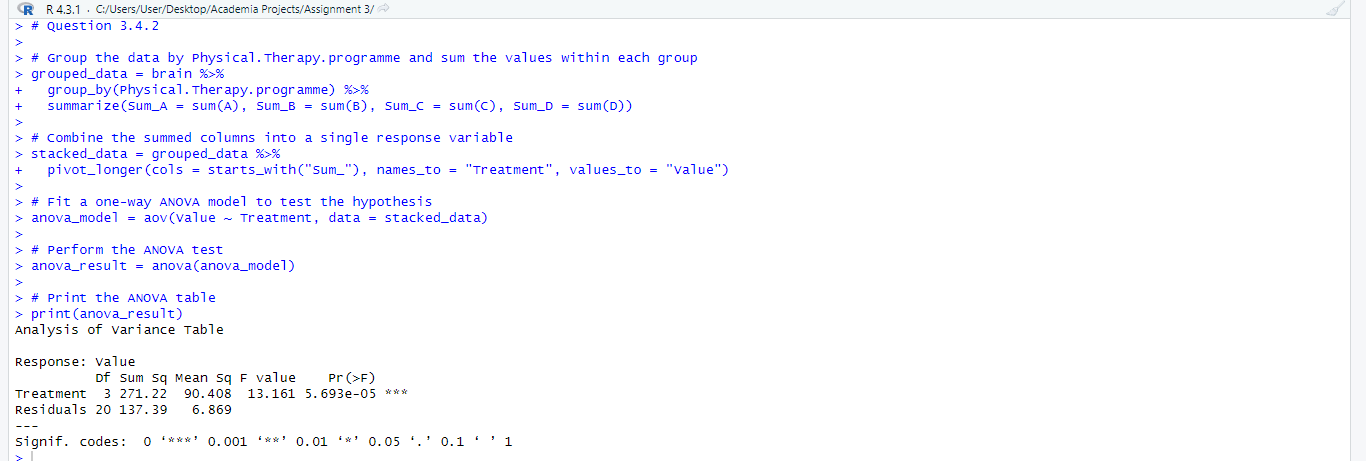 R 4.3.1 · C:/Users/User/Desktop/Academia Projects/Assignment 3/
> # Question 3.4.2
>
> # Group the data by Physical.Therapy.programme and sum the values within each group
> grouped_data = brain %>%
+   group_by(Physical.Therapy.programme) %>%
+   summarize(Sum_A = sum(A), Sum_B = sum(B), Sum_C = sum(C), Sum_D = sum(D))
>
> # Combine the summed columns into a single response variable
> stacked_data = grouped_data %>%
+   pivot_longer(cols = starts_with("Sum_"), names_to = "Treatment", values_to = "Value")
>
> # Fit a one-way ANOVA model to test the hypothesis
> anova_model = aov(Value ~ Treatment, data = stacked_data)
>
> # Perform the ANOVA test
> anova_result = anova(anova_model)
>
> # Print the ANOVA table
> print(anova_result)
Analysis of Variance Table

Response: Value
          Df Sum Sq Mean Sq F value    Pr(>F)
Treatment  3 271.22  90.408  13.161 5.693e-05 ***
Residuals 20 137.39   6.869
---
Signif. codes:  0 ‘***’ 0.001 ‘**’ 0.01 ‘*’ 0.05 ‘.’ 0.1 ‘ ’ 1
>